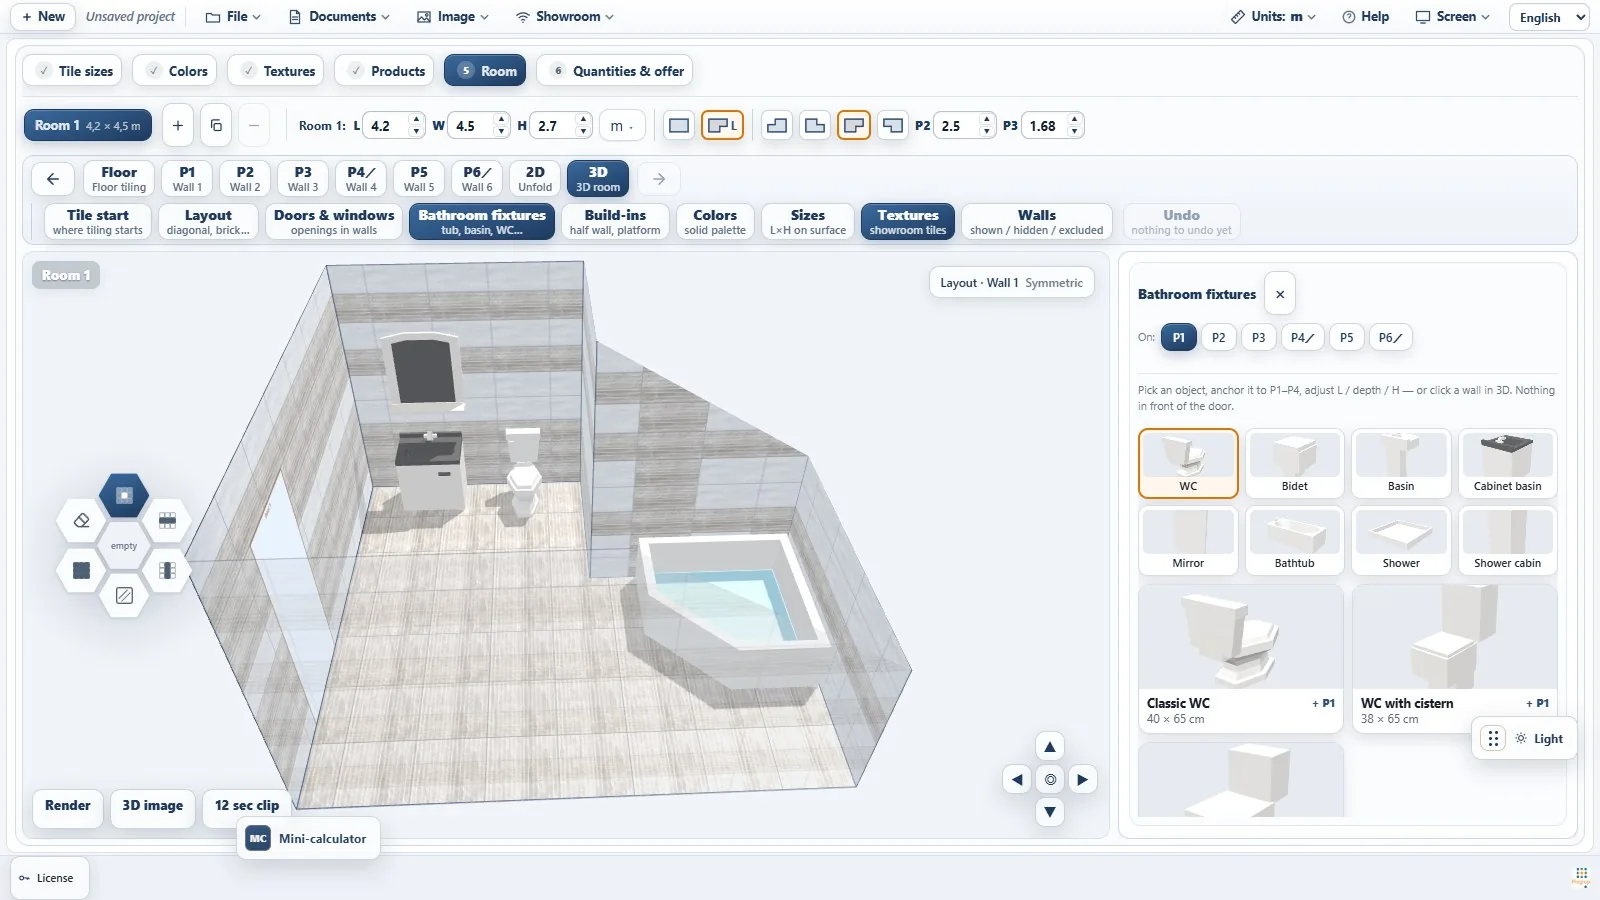 + New
Unsaved project
File
Documents
Image
Showroom
Units: m
Help
Screen
English
✓ Tile sizes
✓ Colors
✓ Textures
✓ Products
5 Room
6 Quantities & offer
Room 1 4,2 × 4,5 m
+
−
Room 1: L 4.2 W 4.5 H 2.7 m
L
P2 2.5 P3 1.68
Floor
Floor tiling
P1
Wall 1
P2
Wall 2
P3
Wall 3
P4
Wall 4
P5
Wall 5
P6
Wall 6
2D
Unfold
3D
3D room
Tile start
where tiling starts
Layout
diagonal, brick...
Doors & windows
openings in walls
Bathroom fixtures
tub, basin, WC...
Build-ins
half wall, platform
Colors
solid palette
Sizes
L×H on surface
Textures
showroom tiles
Walls
shown / hidden / excluded
Undo
nothing to undo yet
Room 1
Layout · Wall 1 Symmetric
empty
Render
3D image
12 sec clip
MC Mini-calculator
License
Bathroom fixtures ×
On: P1 P2 P3 P4 P5 P6
Pick an object, anchor it to P1–P4, adjust L / depth / H — or click a wall in 3D. Nothing
in front of the door.
WC
Bidet
Basin
Cabinet basin
Mirror
Bathtub
Shower
Shower cabin
Classic WC + P1
40 × 65 cm
WC with cistern + P1
38 × 65 cm
Light